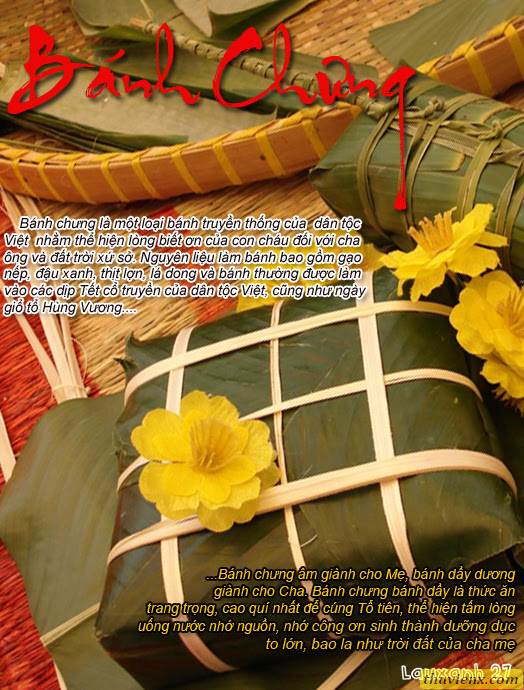 Bánh Chưng
Bánh chưng là một loại bánh truyền thống của dân tộc
Việt nhằm thể hiện lòng biết ơn của con cháu đối với cha
ông và đất trời xứ sở. Nguyên liệu làm bánh bao gồm gạo
nếp, đậu xanh, thịt lợn, lá dong và bánh thường được làm
vào các dịp Tết cổ truyền của dân tộc Việt, cũng như ngày
giổ tổ Hùng Vương....
...Bánh chưng âm giành cho Mẹ, bánh dầy dương
giành cho Cha. Bánh chưng bánh dầy là thức ăn
trang trọng, cao quí nhất để cúng Tổ tiên, thể hiện tấm lòng
uống nước nhớ nguồn, nhớ công ơn sinh thành dưỡng dục
to lớn, bao la như trời đất của cha mẹ
Lauxanh 27
thuvienx.com